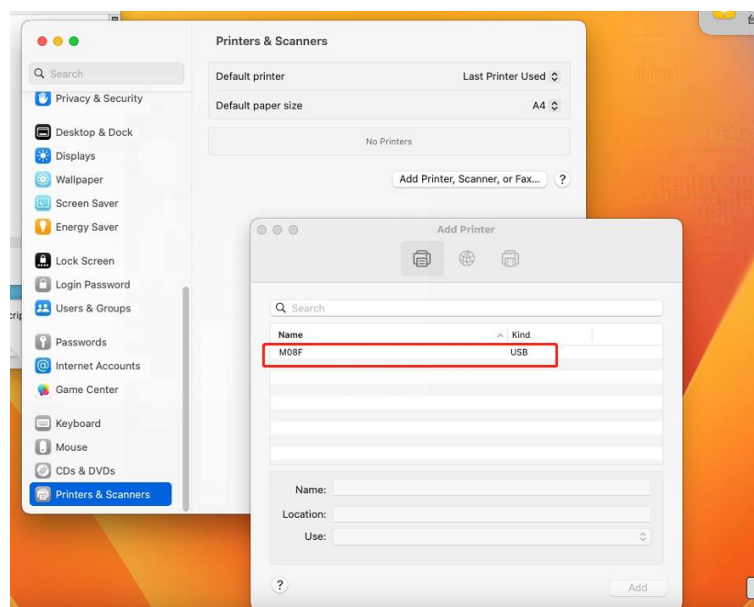 Printers & Scanners
Search
Privacy & Security
Desktop & Dock
Displays
Wallpaper
Screen Saver
Energy Saver
Lock Screen
Login Password
Users & Groups
Passwords
Internet Accounts
Game Center
Keyboard
Mouse
CDs & DVDs
Printers & Scanners
Default printer Last Printer Used
Default paper size A4
No Printers
Add Printer, Scanner, or Fax... ?
Add Printer
Search
Name Kind
M08F USB
Name:
Location:
Use:
? Add